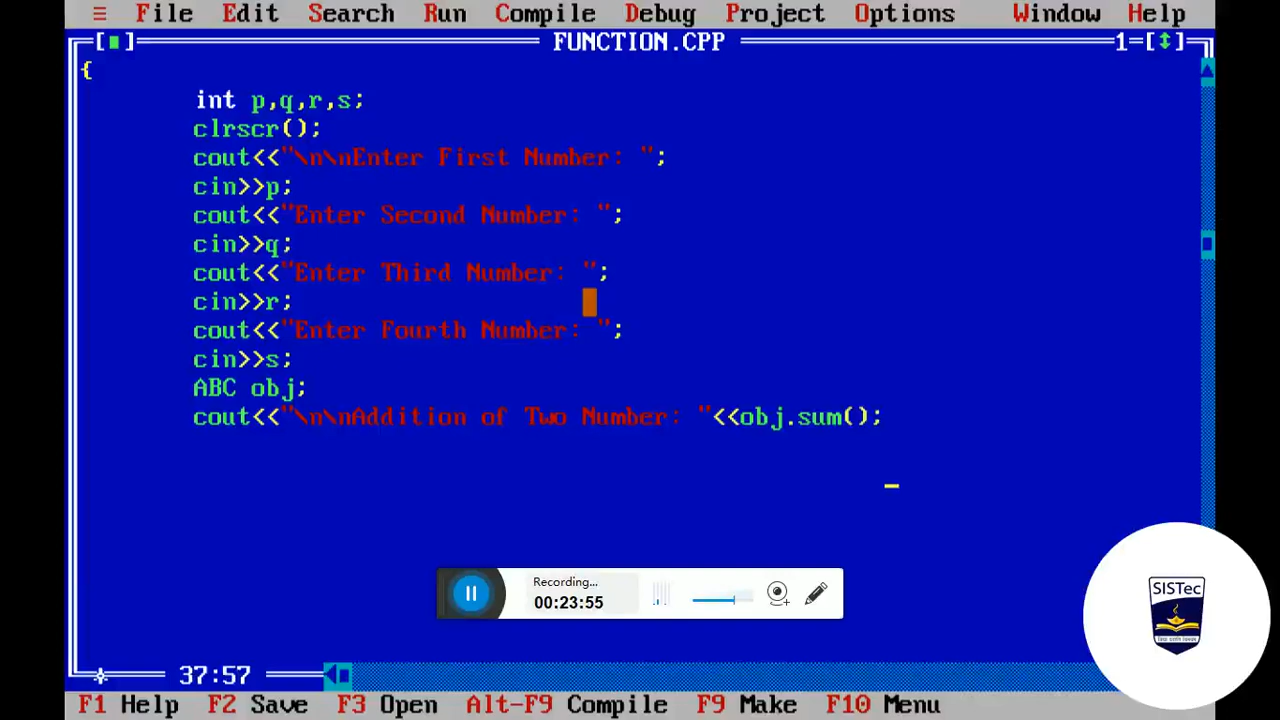 ≡ File Edit Search Run Compile Debug Project Options Window Help
[■] FUNCTION.CPP 1=[↕]
{
int p,q,r,s;
clrscr();
cout<<"\n\nEnter First Number: ";
cin>>p;
cout<<"Enter Second Number: ";
cin>>q;
cout<<"Enter Third Number: ";
cin>>r;
cout<<"Enter Fourth Number: ";
cin>>s;
ABC obj;
cout<<"\n\nAddition of Two Number: "<<obj.sum();
Recording...
00:23:55
SISTec
37:57
F1 Help F2 Save F3 Open Alt-F9 Compile F9 Make F10 Menu